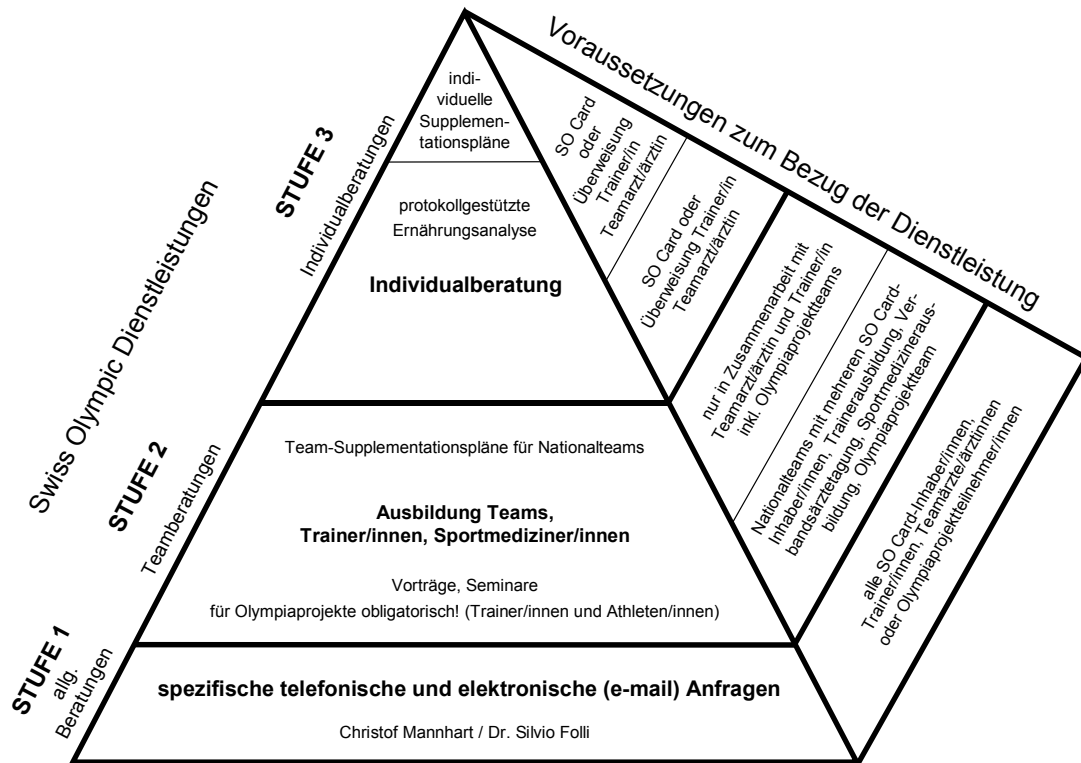 Swiss Olympic Dienstleistungen
Voraussetzungen zum Bezug der Dienstleistung
STUFE 3
Individualberatungen
indi-
viduelle
Supplemen-
tationspläne
SO Card
oder
Überweisung
Trainer/in
Teamarzt/ärztin
protokollgestützte
Ernährungsanalyse
Individualberatung
SO Card oder
Überweisung Trainer/in
Teamarzt/ärztin
STUFE 2
Teamberatungen
Team-Supplementationspläne für Nationalteams
nur in Zusammenarbeit mit
Teamarzt/ärztin und Trainer/in
inkl. Olympiaprojektteams
Ausbildung Teams,
Trainer/innen, Sportmediziner/innen
Vorträge, Seminare
für Olympiaprojekte obligatorisch! (Trainer/innen und Athleten/innen)
Nationalteams mit mehreren SO Card-
Inhaber/innen, Trainerausbildung, Ver-
bandsärztetagung, Sportmedizineraus-
bildung, Olympiaprojektteam
STUFE 1
allg.
Beratungen
spezifische telefonische und elektronische (e-mail) Anfragen
Christof Mannhart / Dr. Silvio Folli
alle SO Card-Inhaber/innen,
Trainer/innen, Teamärzte/ärztinnen
oder Olympiaprojektteilnehmer/innen